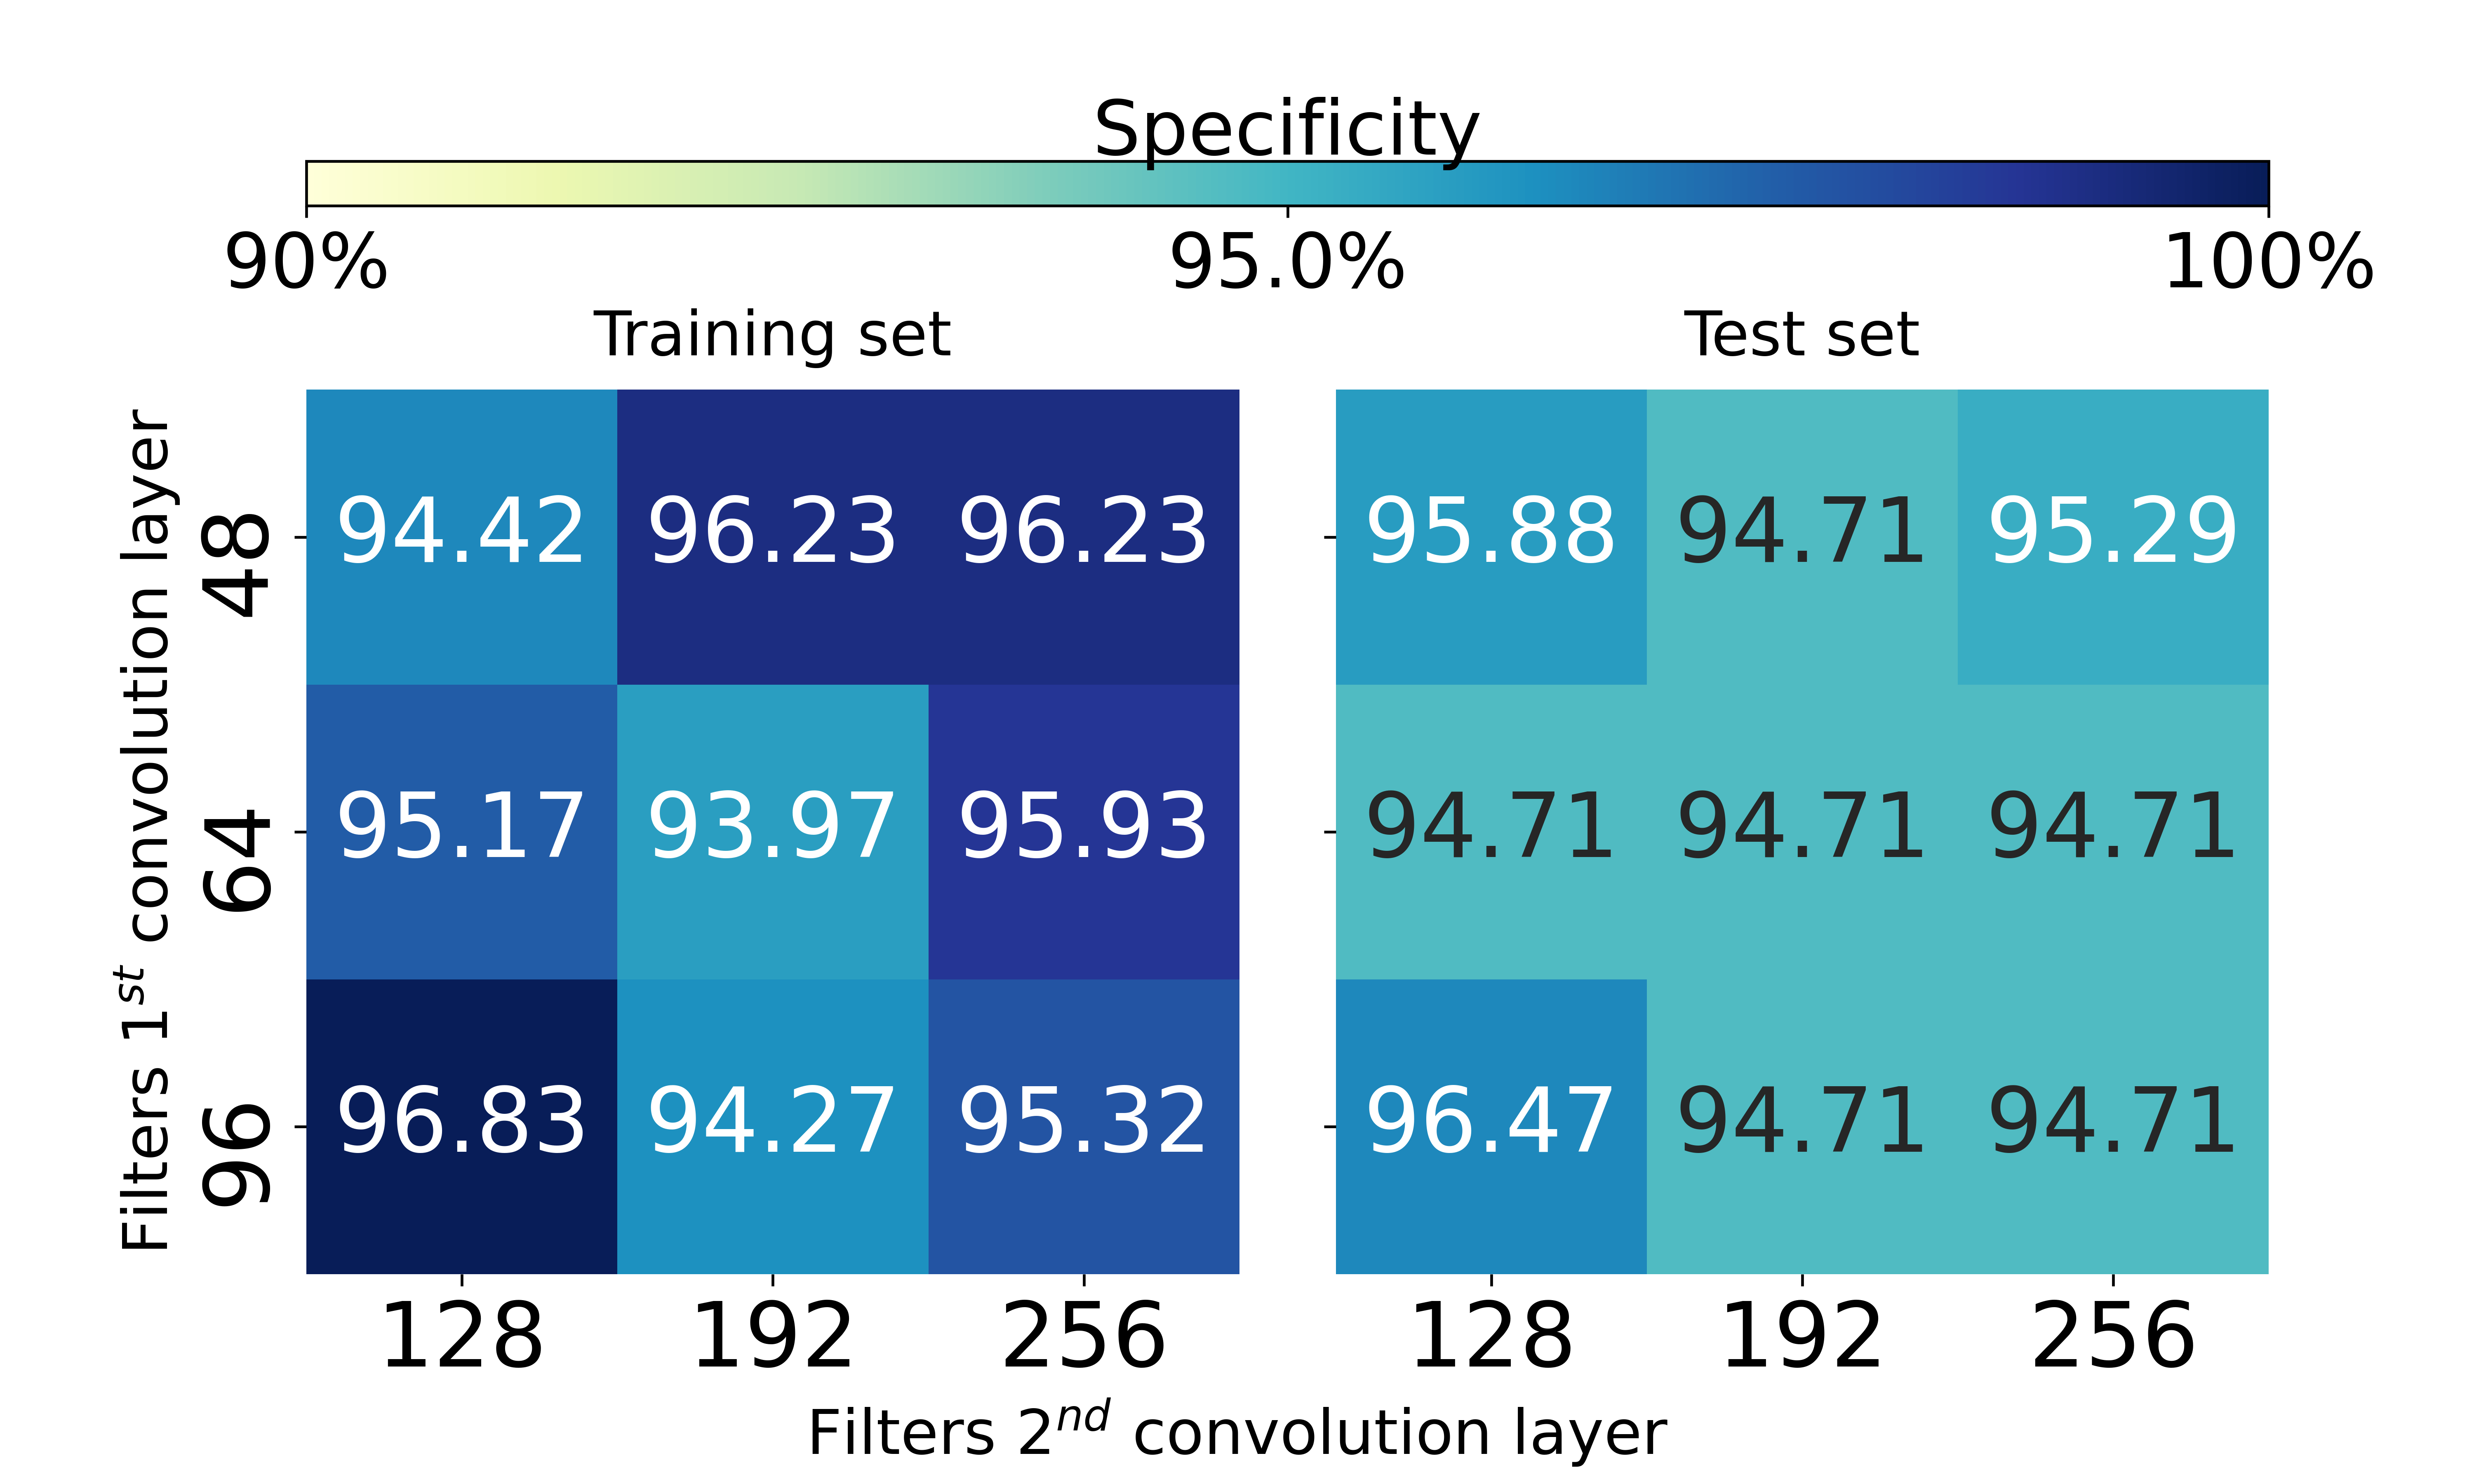 Specificity
90% 95.0% 100%
Training set Test set
Filters 1st convolution layer
48 94.42 96.23 96.23 95.88 94.71 95.29
64 95.17 93.97 95.93 94.71 94.71 94.71
96 96.83 94.27 95.32 96.47 94.71 94.71
128 192 256 128 192 256
Filters 2nd convolution layer